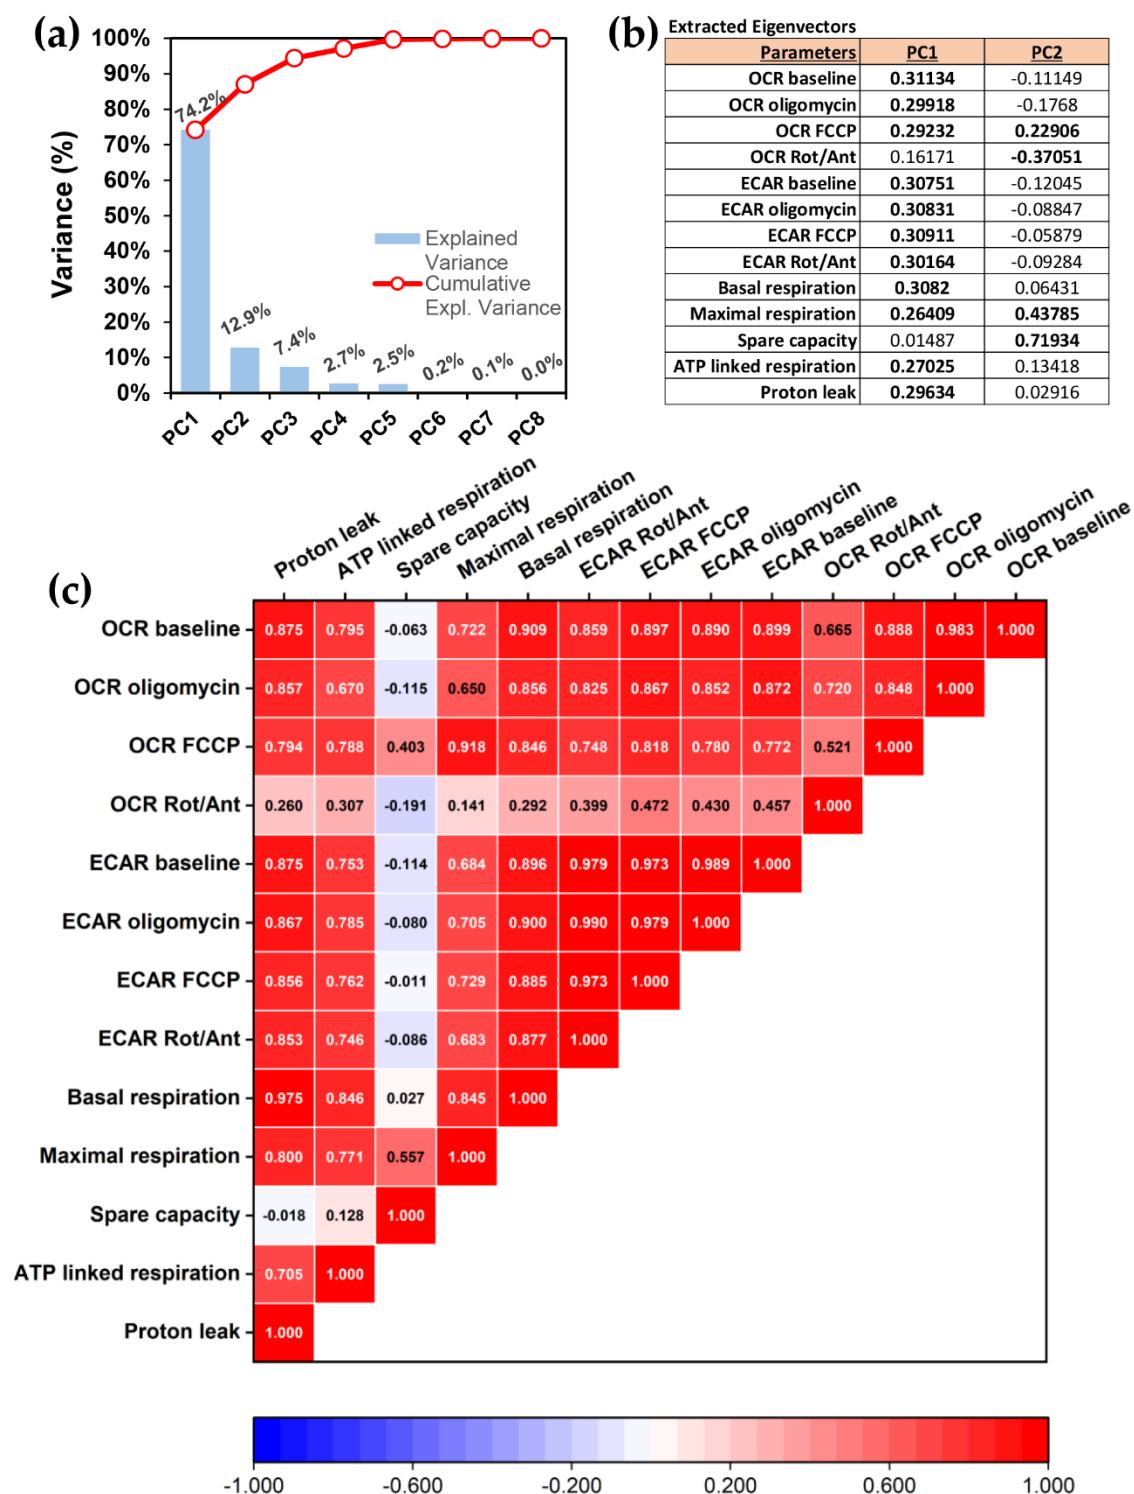 (a)
100%
90%
80%
70%
60%
50%
40%
30%
20%
10%
0%
Variance (%)
74.2%
12.9%
7.4%
2.7%
2.5%
0.2%
0.1%
0.0%
Explained
Variance
Cumulative
Expl. Variance
PC1 PC2 PC3 PC4 PC5 PC6 PC7 PC8
(b)
Extracted Eigenvectors
Parameters PC1 PC2
OCR baseline 0.31134 -0.11149
OCR oligomycin 0.29918 -0.1768
OCR FCCP 0.29232 0.22906
OCR Rot/Ant 0.16171 -0.37051
ECAR baseline 0.30751 -0.12045
ECAR oligomycin 0.30831 -0.08847
ECAR FCCP 0.30911 -0.05879
ECAR Rot/Ant 0.30164 -0.09284
Basal respiration 0.3082 0.06431
Maximal respiration 0.26409 0.43785
Spare capacity 0.01487 0.71934
ATP linked respiration 0.27025 0.13418
Proton leak 0.29634 0.02916
(c)
Proton leak
ATP linked respiration
Spare capacity
Maximal respiration
Basal respiration
ECAR Rot/Ant
ECAR FCCP
ECAR oligomycin
ECAR baseline
OCR Rot/Ant
OCR FCCP
OCR oligomycin
OCR baseline
OCR baseline 0.875 0.795 -0.063 0.722 0.909 0.859 0.897 0.890 0.899 0.665 0.888 0.983 1.000
OCR oligomycin 0.857 0.670 -0.115 0.650 0.856 0.825 0.867 0.852 0.872 0.720 0.848 1.000
OCR FCCP 0.794 0.788 0.403 0.918 0.846 0.748 0.818 0.780 0.772 0.521 1.000
OCR Rot/Ant 0.260 0.307 -0.191 0.141 0.292 0.399 0.472 0.430 0.457 1.000
ECAR baseline 0.875 0.753 -0.114 0.684 0.896 0.979 0.973 0.989 1.000
ECAR oligomycin 0.867 0.785 -0.080 0.705 0.900 0.990 0.979 1.000
ECAR FCCP 0.856 0.762 -0.011 0.729 0.885 0.973 1.000
ECAR Rot/Ant 0.853 0.746 -0.086 0.683 0.877 1.000
Basal respiration 0.975 0.846 0.027 0.845 1.000
Maximal respiration 0.800 0.771 0.557 1.000
Spare capacity -0.018 0.128 1.000
ATP linked respiration 0.705 1.000
Proton leak 1.000
-1.000 -0.600 -0.200 0.200 0.600 1.000